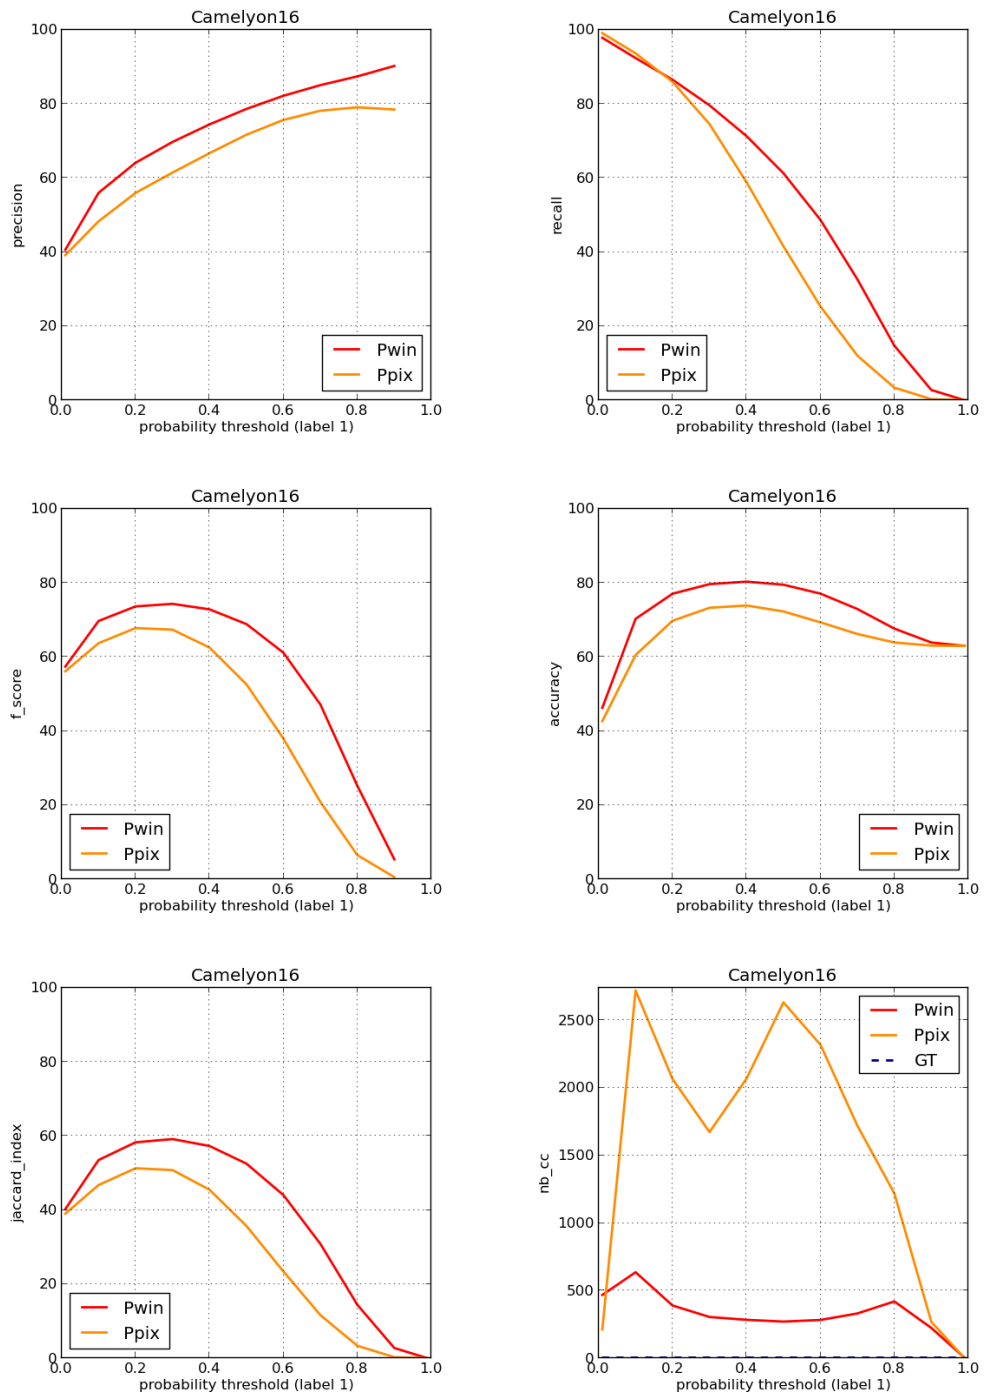 Camelyon16
100
80
60
40
20
0
precision
Pwin
Ppix
0.0 0.2 0.4 0.6 0.8 1.0
probability threshold (label 1)
Camelyon16
100
80
60
40
20
0
recall
Pwin
Ppix
0.0 0.2 0.4 0.6 0.8 1.0
probability threshold (label 1)
Camelyon16
100
80
60
40
20
0
f_score
Pwin
Ppix
0.0 0.2 0.4 0.6 0.8 1.0
probability threshold (label 1)
Camelyon16
100
80
60
40
20
0
accuracy
Pwin
Ppix
0.0 0.2 0.4 0.6 0.8 1.0
probability threshold (label 1)
Camelyon16
100
80
60
40
20
0
jaccard_index
Pwin
Ppix
0.0 0.2 0.4 0.6 0.8 1.0
probability threshold (label 1)
Camelyon16
2500
2000
1500
1000
500
0
nb_cc
Pwin
Ppix
GT
0.0 0.2 0.4 0.6 0.8 1.0
probability threshold (label 1)